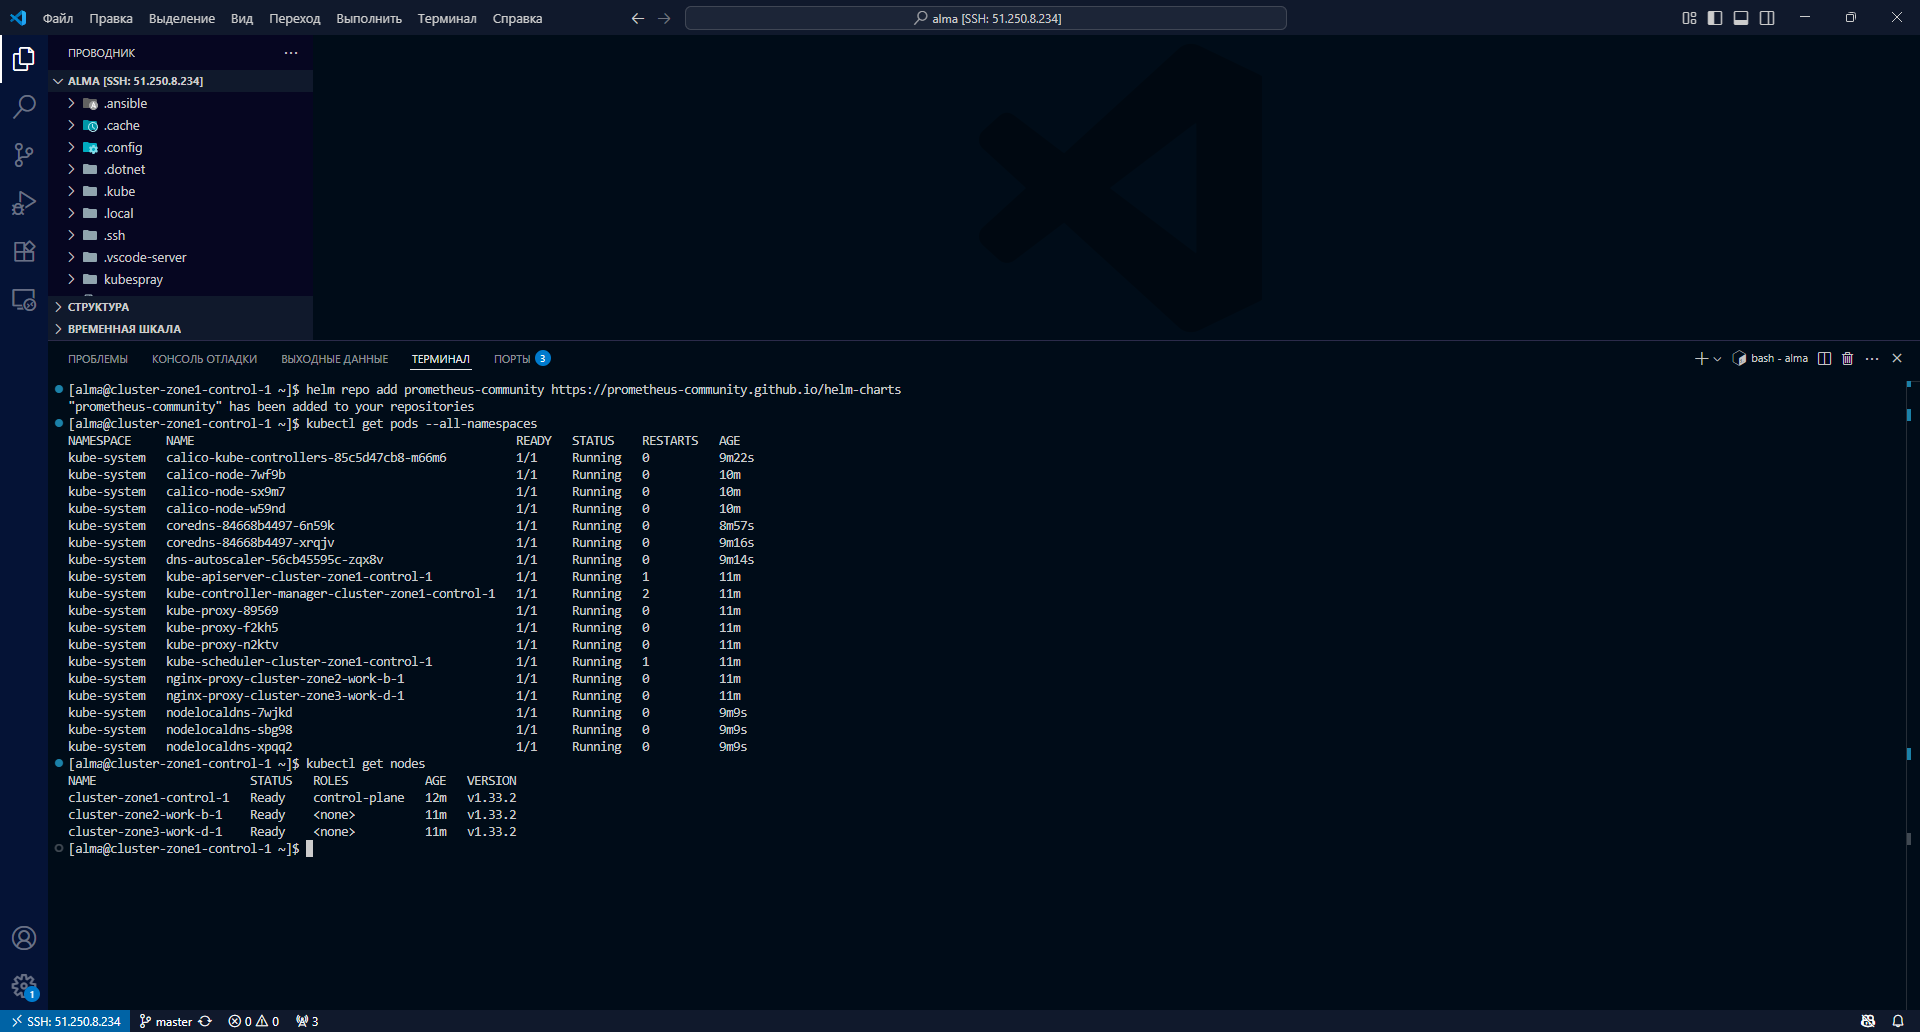 Файл Правка Выделение Вид Переход Выполнить Терминал Справка
alma [SSH: 51.250.8.234]
ПРОВОДНИК
ALMA [SSH: 51.250.8.234]
.ansible
.cache
.config
.dotnet
.kube
.local
.ssh
.vscode-server
kubespray
СТРУКТУРА
ВРЕМЕННАЯ ШКАЛА
ПРОБЛЕМЫ КОНСОЛЬ ОТЛАДКИ ВЫХОДНЫЕ ДАННЫЕ ТЕРМИНАЛ ПОРТЫ 3
bash - alma
[alma@cluster-zone1-control-1 ~]$ helm repo add prometheus-community https://prometheus-community.github.io/helm-charts
"prometheus-community" has been added to your repositories
[alma@cluster-zone1-control-1 ~]$ kubectl get pods --all-namespaces
NAMESPACE NAME READY STATUS RESTARTS AGE
kube-system calico-kube-controllers-85c5d47cb8-m66m6 1/1 Running 0 9m22s
kube-system calico-node-7wf9b 1/1 Running 0 10m
kube-system calico-node-sx9m7 1/1 Running 0 10m
kube-system calico-node-w59nd 1/1 Running 0 10m
kube-system coredns-84668b4497-6n59k 1/1 Running 0 8m57s
kube-system coredns-84668b4497-xrqjv 1/1 Running 0 9m16s
kube-system dns-autoscaler-56cb45595c-zqx8v 1/1 Running 0 9m14s
kube-system kube-apiserver-cluster-zone1-control-1 1/1 Running 1 11m
kube-system kube-controller-manager-cluster-zone1-control-1 1/1 Running 2 11m
kube-system kube-proxy-89569 1/1 Running 0 11m
kube-system kube-proxy-f2kh5 1/1 Running 0 11m
kube-system kube-proxy-n2ktv 1/1 Running 0 11m
kube-system kube-scheduler-cluster-zone1-control-1 1/1 Running 1 11m
kube-system nginx-proxy-cluster-zone2-work-b-1 1/1 Running 0 11m
kube-system nginx-proxy-cluster-zone3-work-d-1 1/1 Running 0 11m
kube-system nodelocaldns-7wjkd 1/1 Running 0 9m9s
kube-system nodelocaldns-sbg98 1/1 Running 0 9m9s
kube-system nodelocaldns-xpqq2 1/1 Running 0 9m9s
[alma@cluster-zone1-control-1 ~]$ kubectl get nodes
NAME STATUS ROLES AGE VERSION
cluster-zone1-control-1 Ready control-plane 12m v1.33.2
cluster-zone2-work-b-1 Ready <none> 11m v1.33.2
cluster-zone3-work-d-1 Ready <none> 11m v1.33.2
[alma@cluster-zone1-control-1 ~]$
1
SSH: 51.250.8.234 master 0 0 3